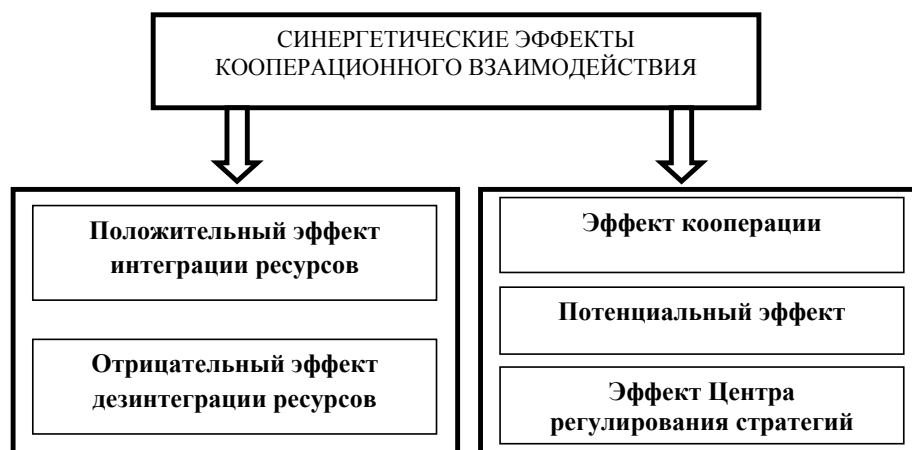 СИНЕРГЕТИЧЕСКИЕ ЭФФЕКТЫ
КООПЕРАЦИОННОГО ВЗАИМОДЕЙСТВИЯ
Положительный эффект
интеграции ресурсов
Отрицательный эффект
дезинтеграции ресурсов
Эффект кооперации
Потенциальный эффект
Эффект Центра
регулирования стратегий